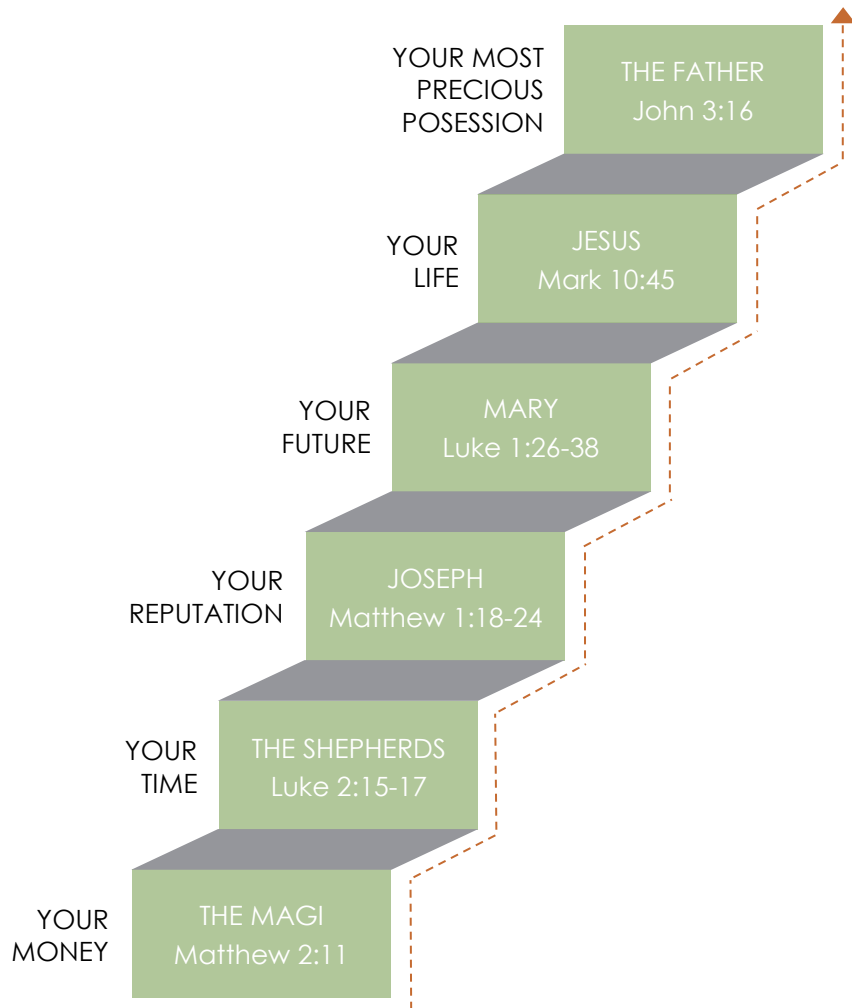 YOUR MOST
PRECIOUS
POSESSION
THE FATHER
John 3:16
YOUR
LIFE
JESUS
Mark 10:45
YOUR
FUTURE
MARY
Luke 1:26-38
YOUR
REPUTATION
JOSEPH
Matthew 1:18-24
YOUR
TIME
THE SHEPHERDS
Luke 2:15-17
YOUR
MONEY
THE MAGI
Matthew 2:11